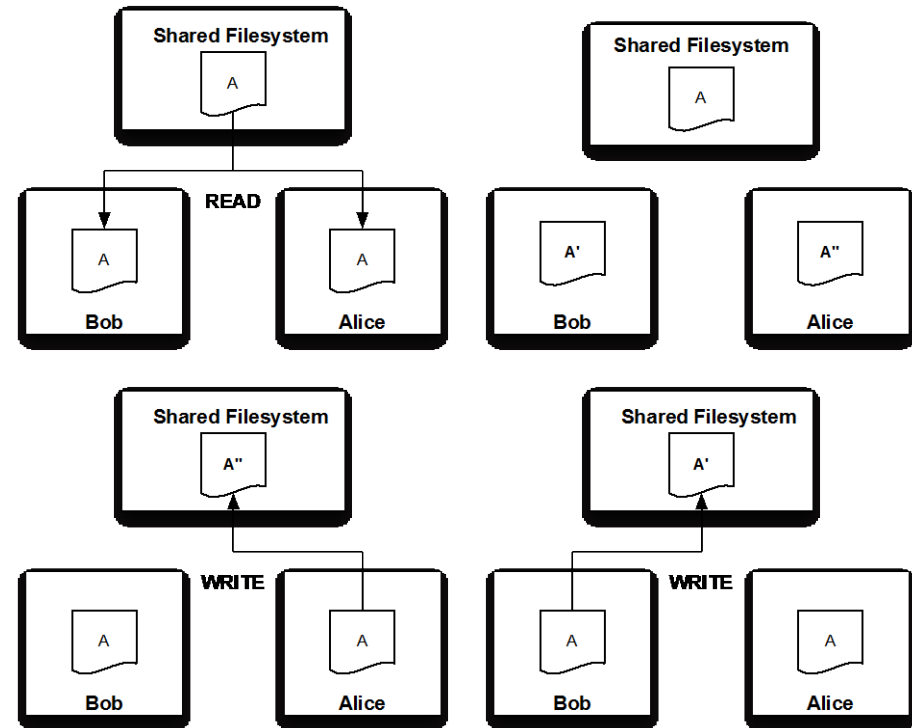 Shared Filesystem
A
READ
A
A
Bob
Alice
Shared Filesystem
A
A'
A"
Bob
Alice
Shared Filesystem
A"
WRITE
A
A
Bob
Alice
Shared Filesystem
A'
WRITE
A
A
Bob
Alice